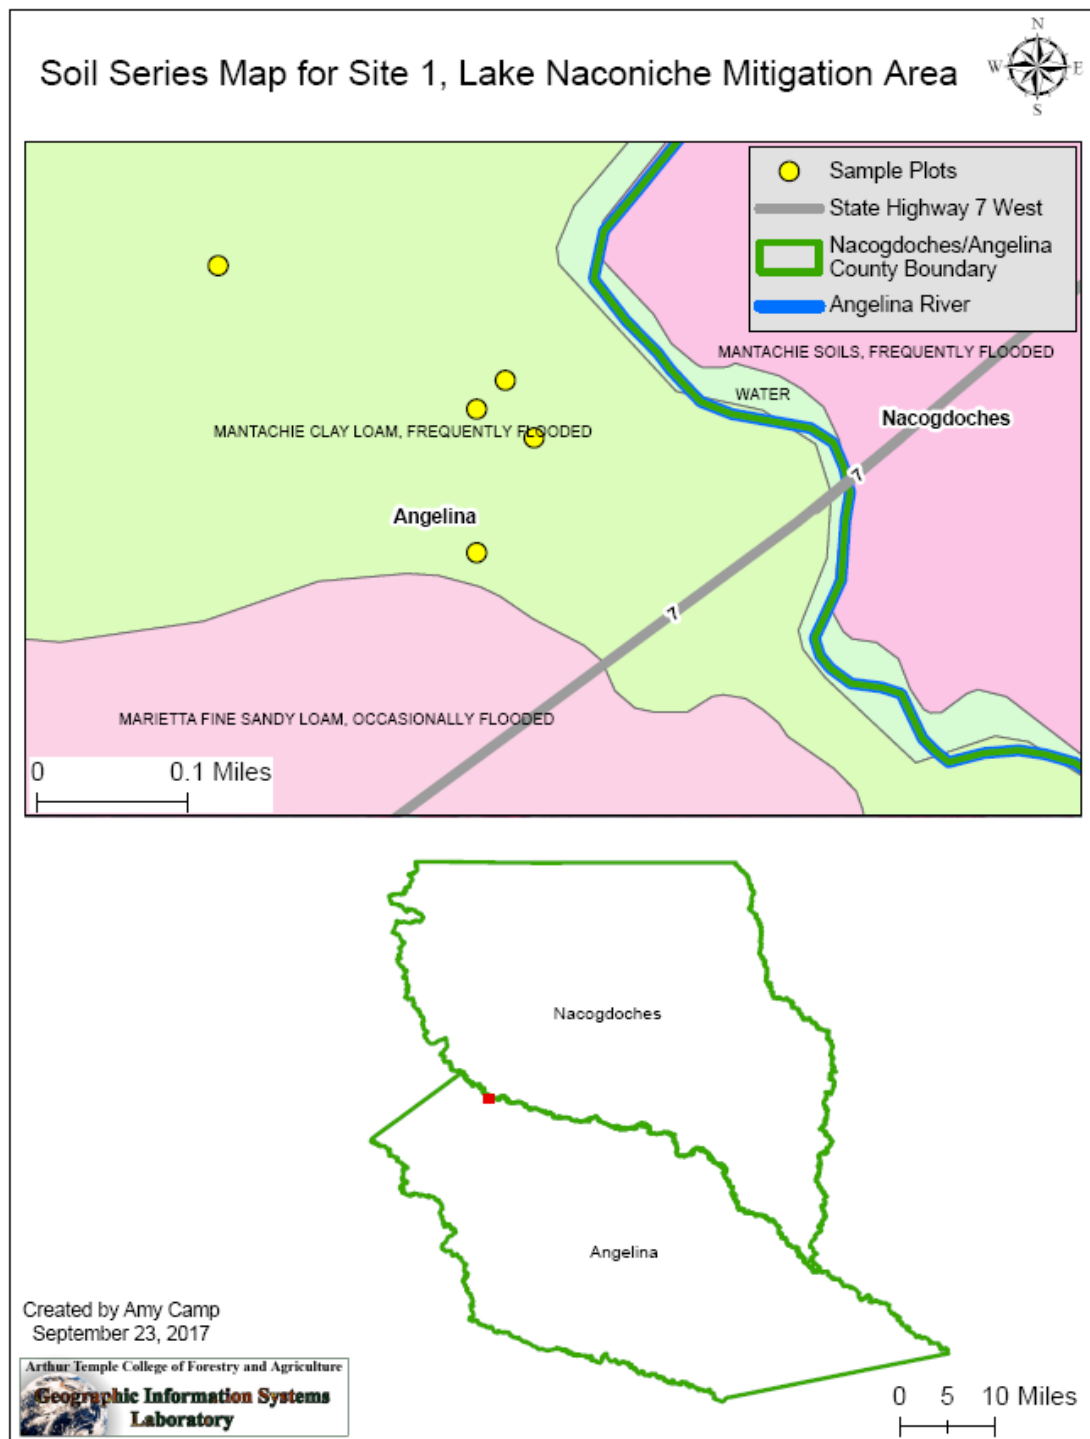 N
W E
S
Soil Series Map for Site 1, Lake Naconiche Mitigation Area
Sample Plots
State Highway 7 West
Nacogdoches/Angelina
County Boundary
Angelina River
MANTACHIE SOILS, FREQUENTLY FLOODED
WATER
Nacogdoches
MANTACHIE CLAY LOAM, FREQUENTLY FLOODED
7
Angelina
7
MARIETTA FINE SANDY LOAM, OCCASIONALLY FLOODED
0 0.1 Miles
Nacogdoches
Angelina
Created by Amy Camp
September 23, 2017
Arthur Temple College of Forestry and Agriculture
Geographic Information Systems
Laboratory
0 5 10 Miles